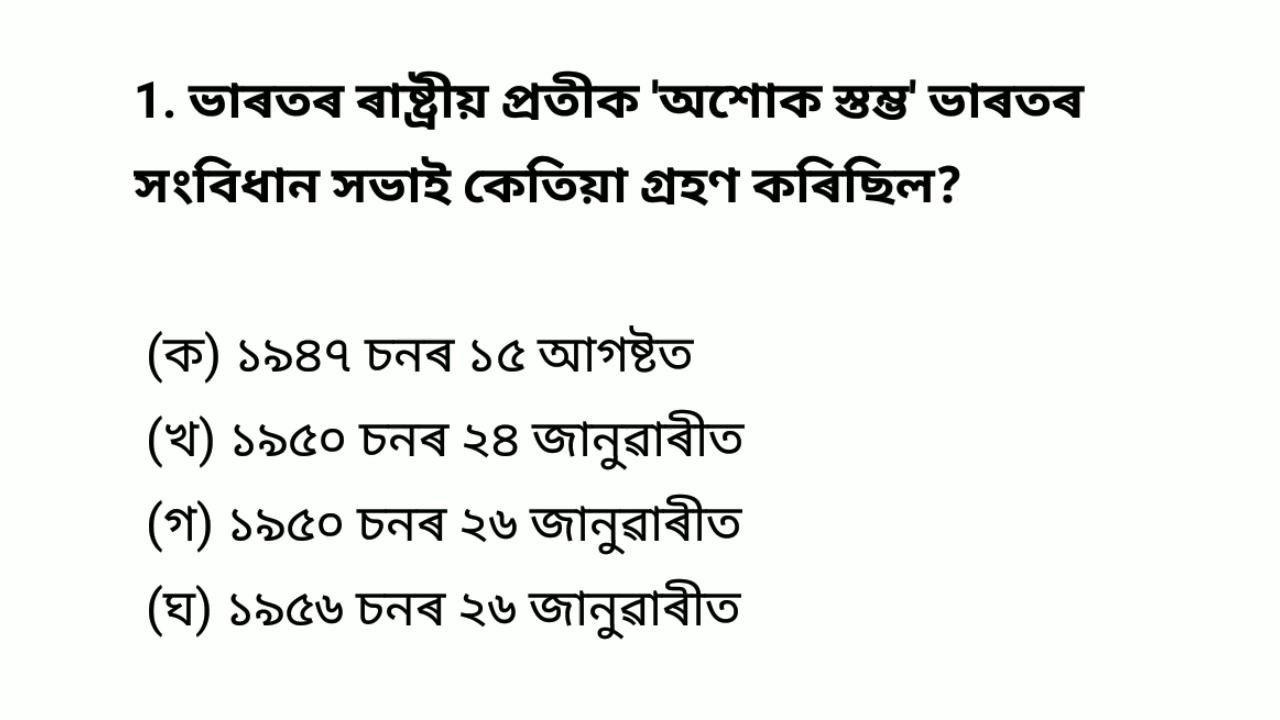 1. ভাৰতৰ ৰাষ্ট্ৰীয় প্ৰতীক 'অশোক স্তম্ভ' ভাৰতৰ
সংবিধান সভাই কেতিয়া গ্ৰহণ কৰিছিল?
(ক) ১৯৪৭ চনৰ ১৫ আগষ্টত
(খ) ১৯৫০ চনৰ ২৪ জানুৱাৰীত
(গ) ১৯৫০ চনৰ ২৬ জানুৱাৰীত
(ঘ) ১৯৫৬ চনৰ ২৬ জানুৱাৰীত